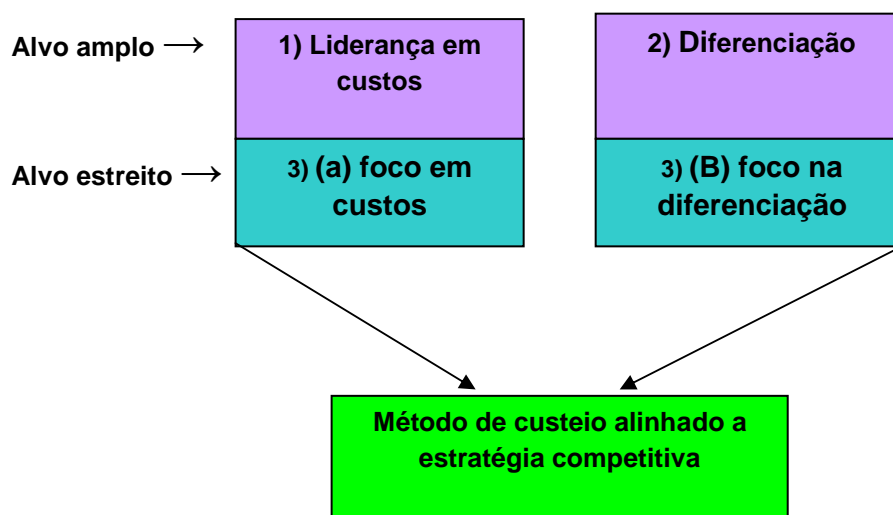 Alvo amplo →
1) Liderança em
custos
2) Diferenciação
Alvo estreito →
3) (a) foco em
custos
3) (B) foco na
diferenciação
Método de custeio alinhado a
estratégia competitiva